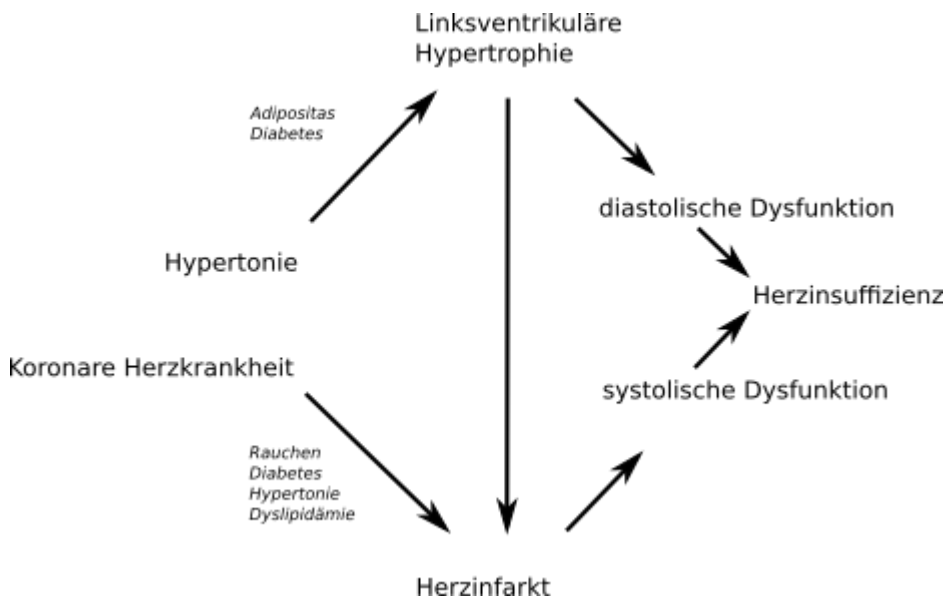 Linksventrikuläre
Hypertrophie
Adipositas
Diabetes
diastolische Dysfunktion
Hypertonie
Herzinsuffizienz
Koronare Herzkrankheit
systolische Dysfunktion
Rauchen
Diabetes
Hypertonie
Dyslipidämie
Herzinfarkt